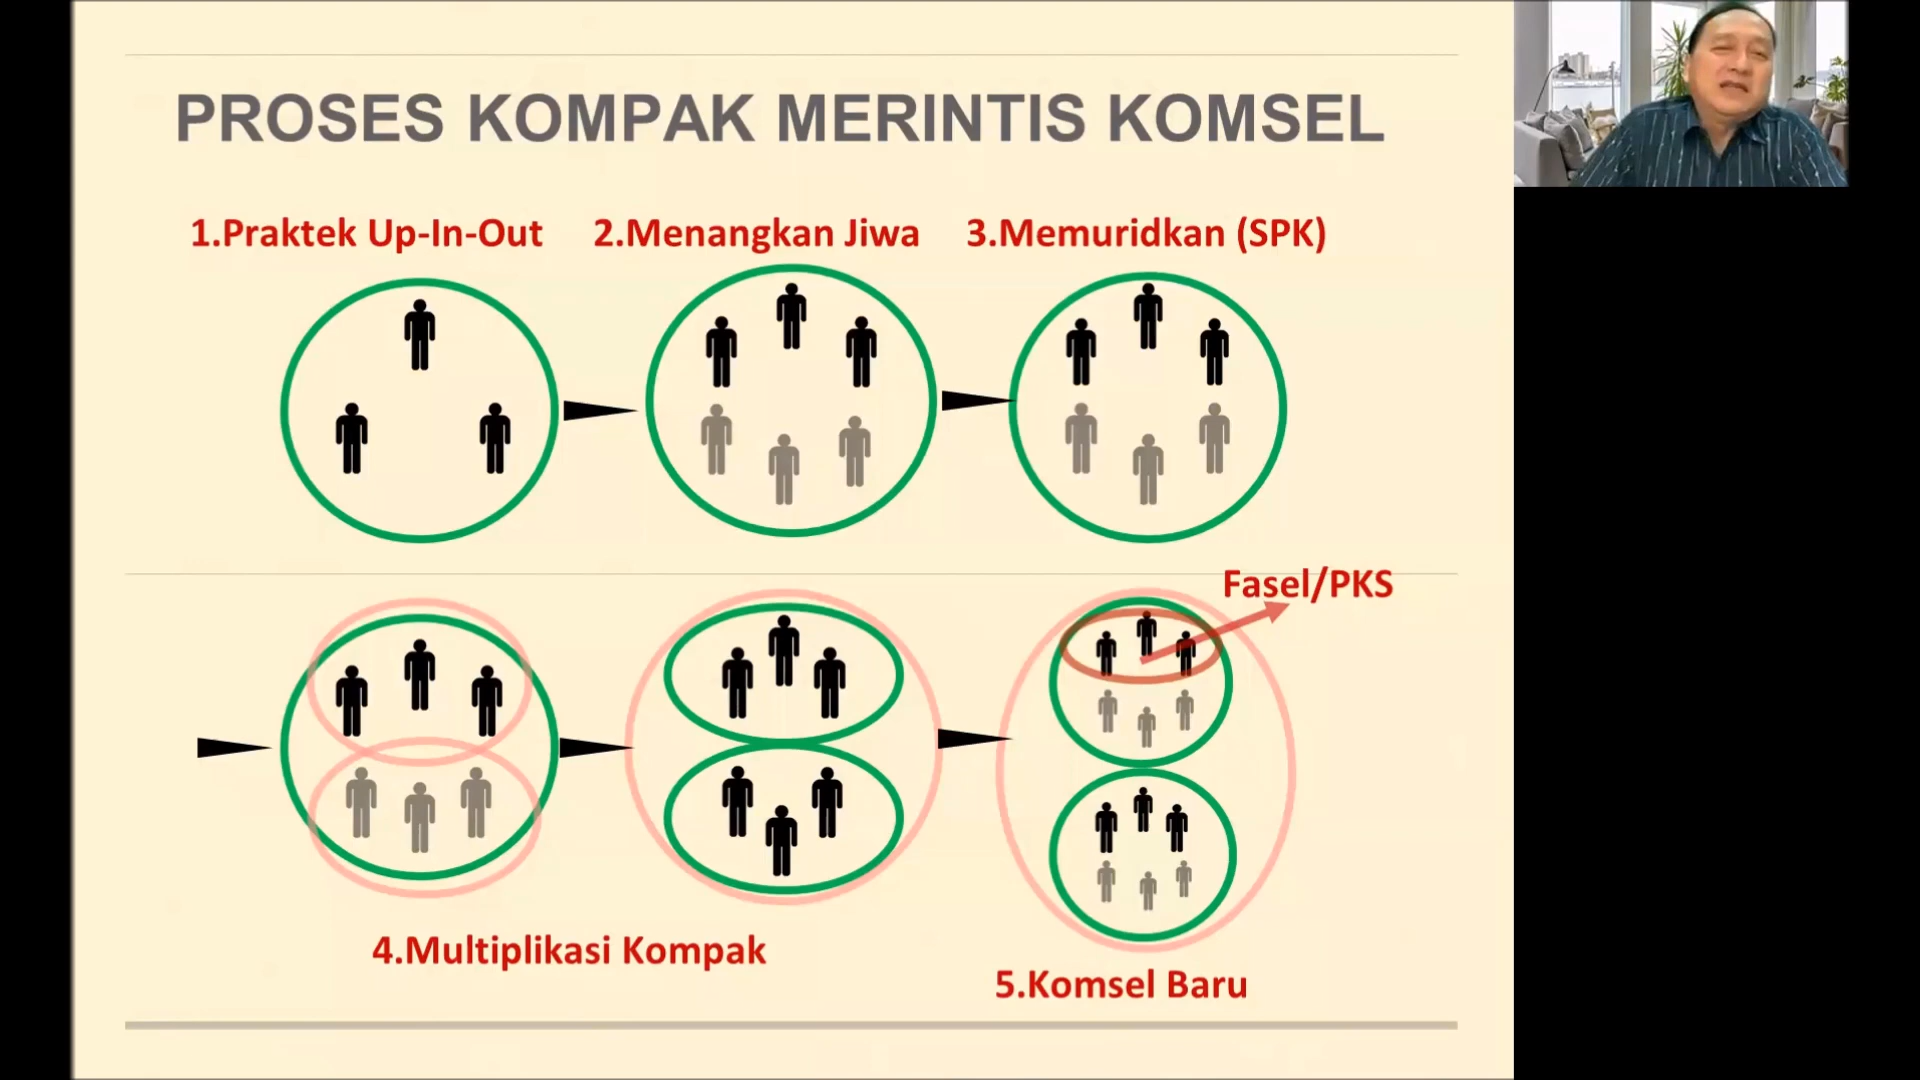 PROSES KOMPAK MERINTIS KOMSEL
1.Praktek Up-In-Out
2.Menangkan Jiwa
3.Memuridkan (SPK)
Fasel/PKS
4.Multiplikasi Kompak
5.Komsel Baru